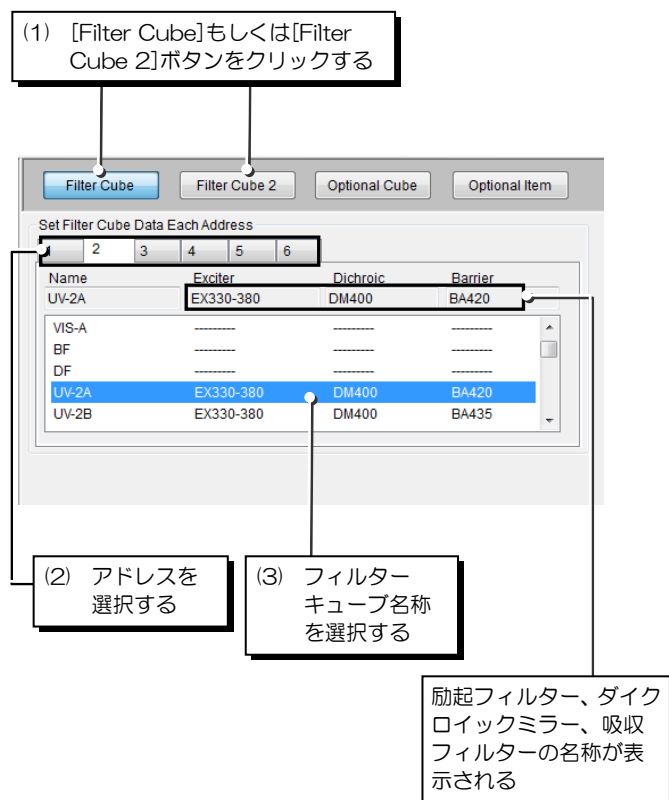 (1) [Filter Cube]もしくは[Filter
Cube 2]ボタンをクリックする
Filter Cube Filter Cube 2 Optional Cube Optional Item
Set Filter Cube Data Each Address
2 3 4 5 6
Name Exciter Dichroic Barrier
UV-2A EX330-380 DM400 BA420
VIS-A --------- --------- ---------
BF --------- --------- ---------
DF --------- --------- ---------
UV-2A EX330-380 DM400 BA420
UV-2B EX330-380 DM400 BA435
(2) アドレスを
選択する
(3) フィルター
キューブ名称
を選択する
励起フィルター、ダイク
ロイックミラー、吸収
フィルターの名称が表
示される